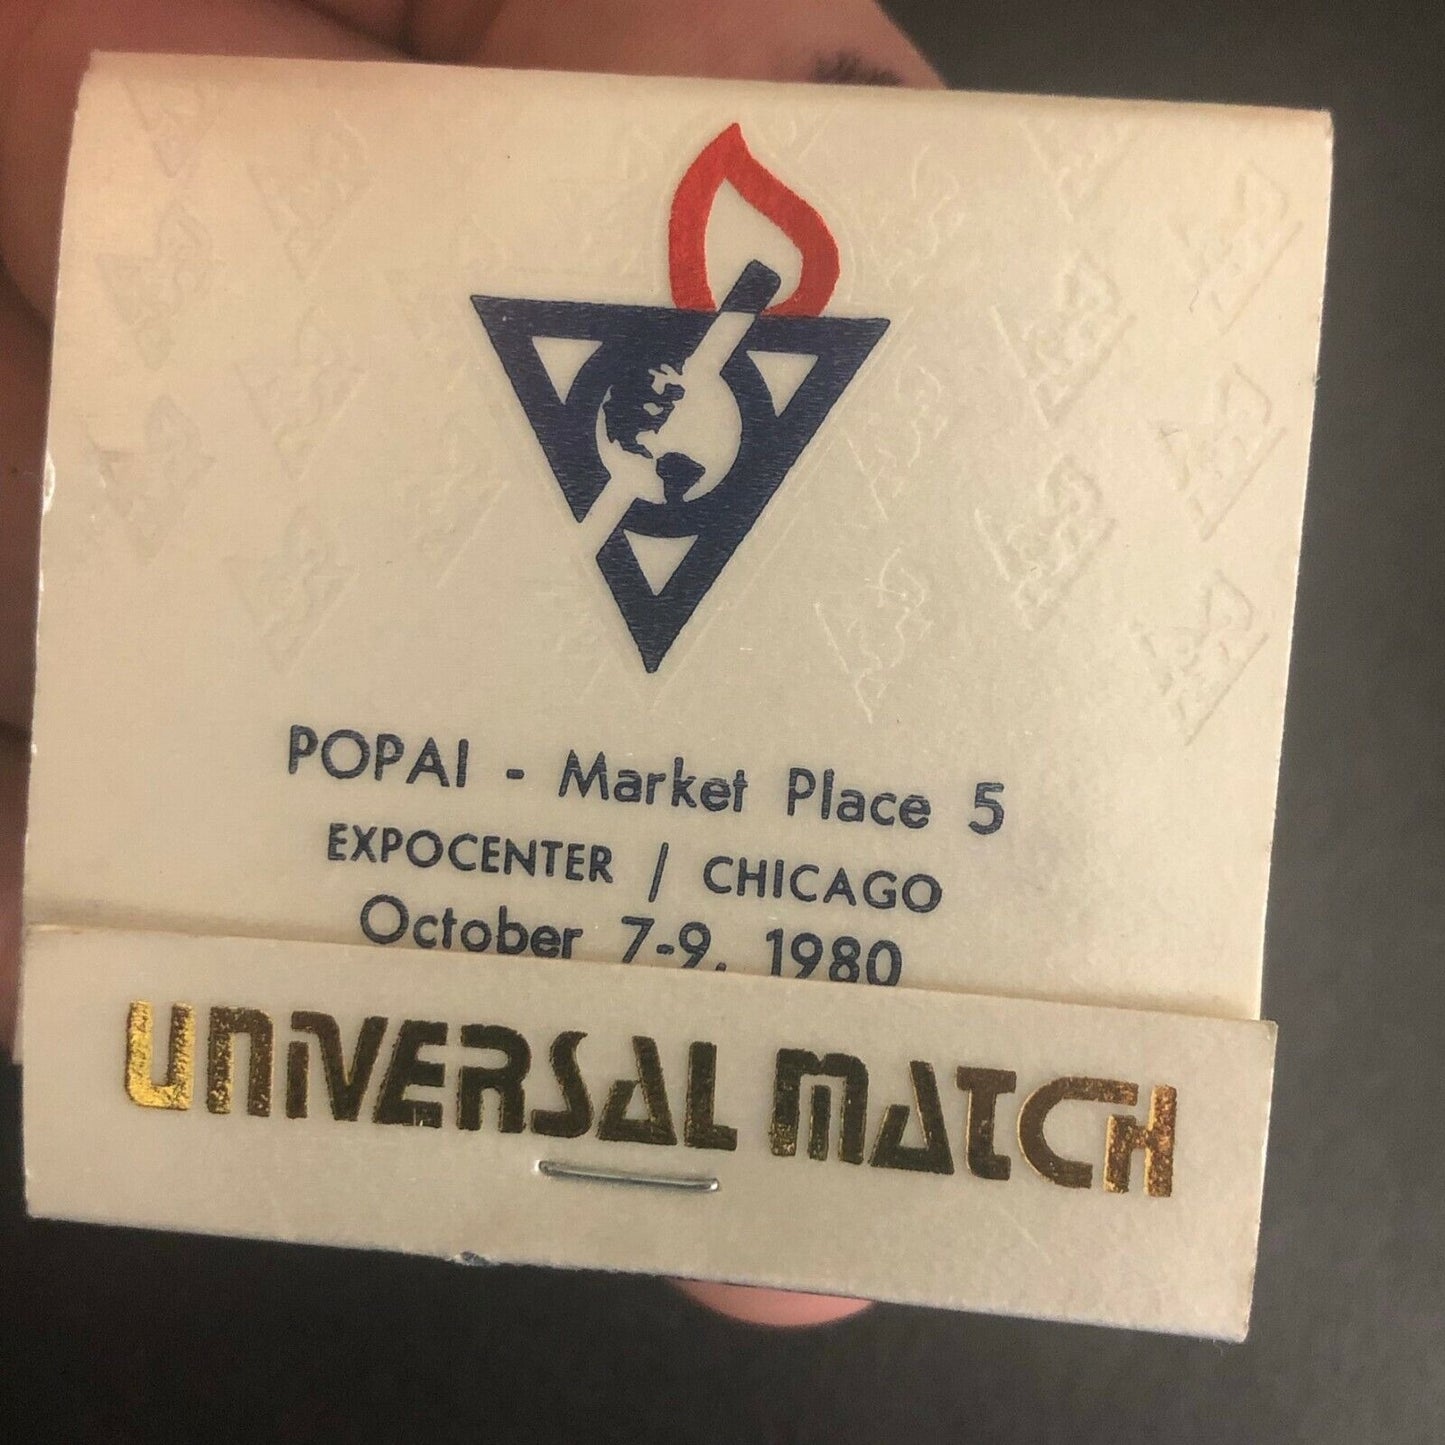 POPAI - Market Place 5
EXPOCENTER / CHICAGO
October 7-9, 1980
UNIVERSAL MATCH